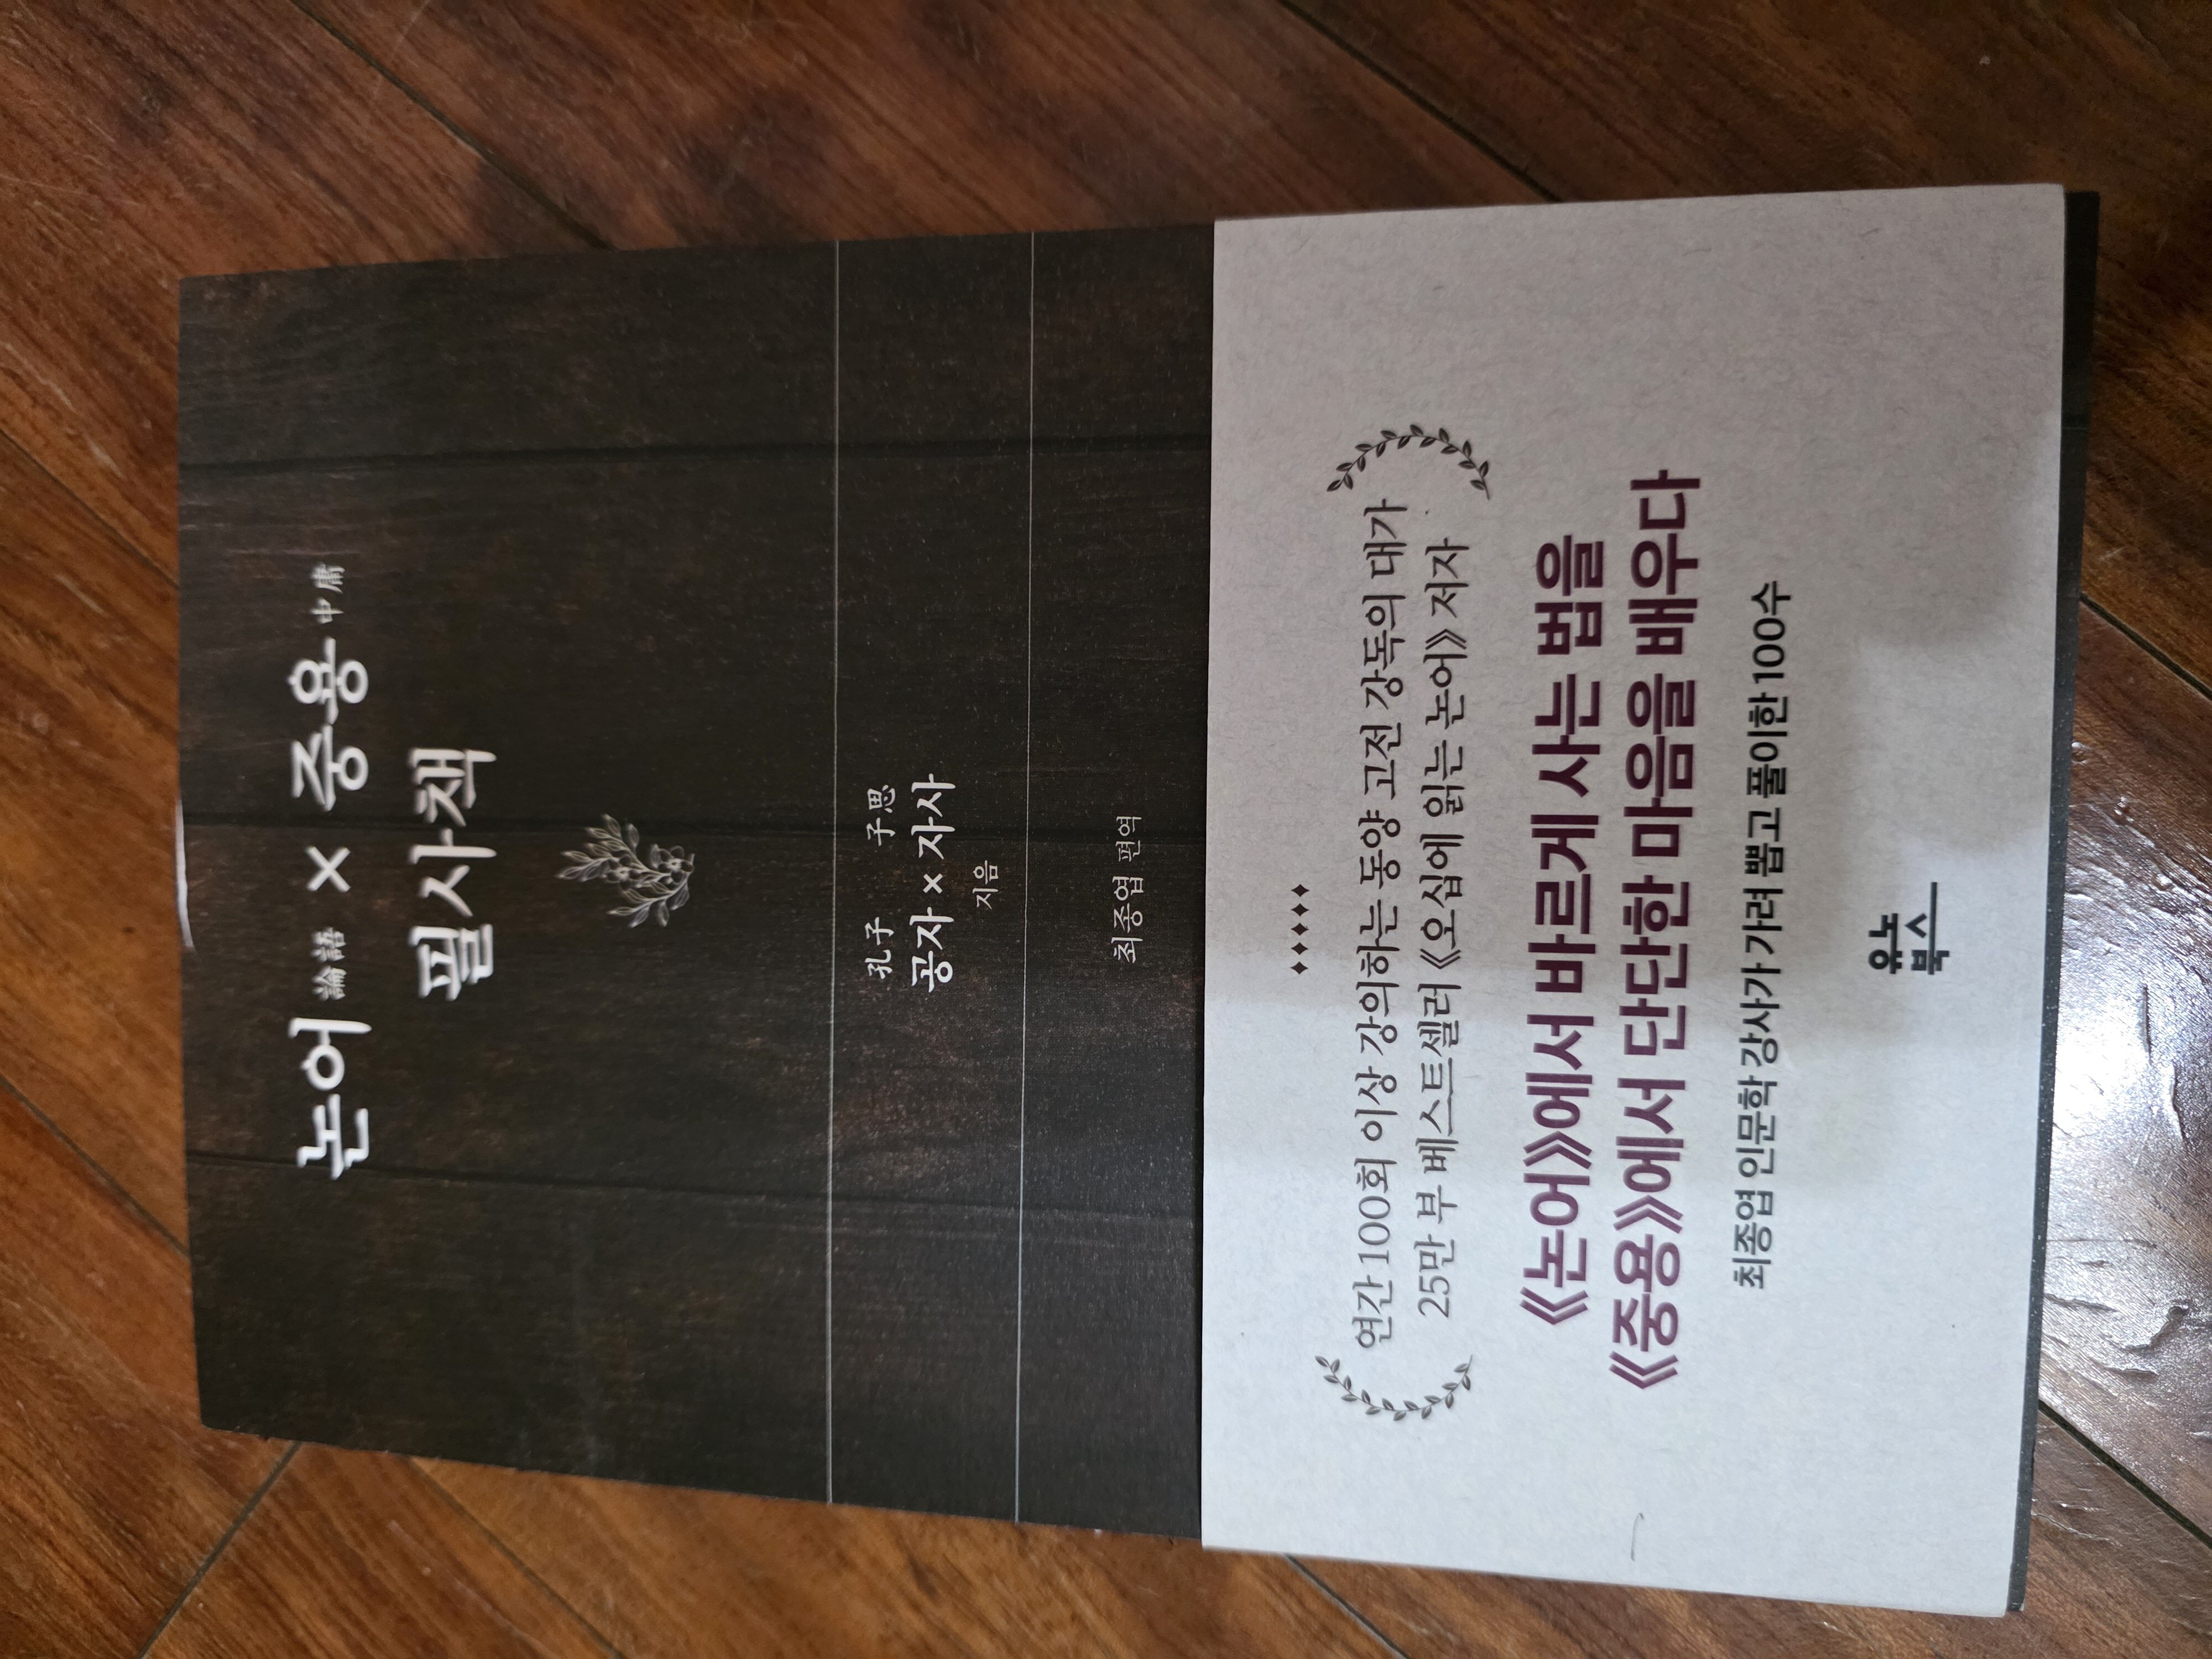 논어 論語 × 중용 中庸
필사책
孔子 子思
공자 × 자사
지음
최종엽 편역
◆◆◆◆◆
연간 100회 이상 강의하는 동양 고전 강독의 대가
25만 부 베스트셀러 《오십에 읽는 논어》 저자
《논어》에서 바르게 사는 법을
《중용》에서 단단한 마음을 배우다
최종엽 인문학 강사가 가려 뽑고 풀이한 100수
유노
북스